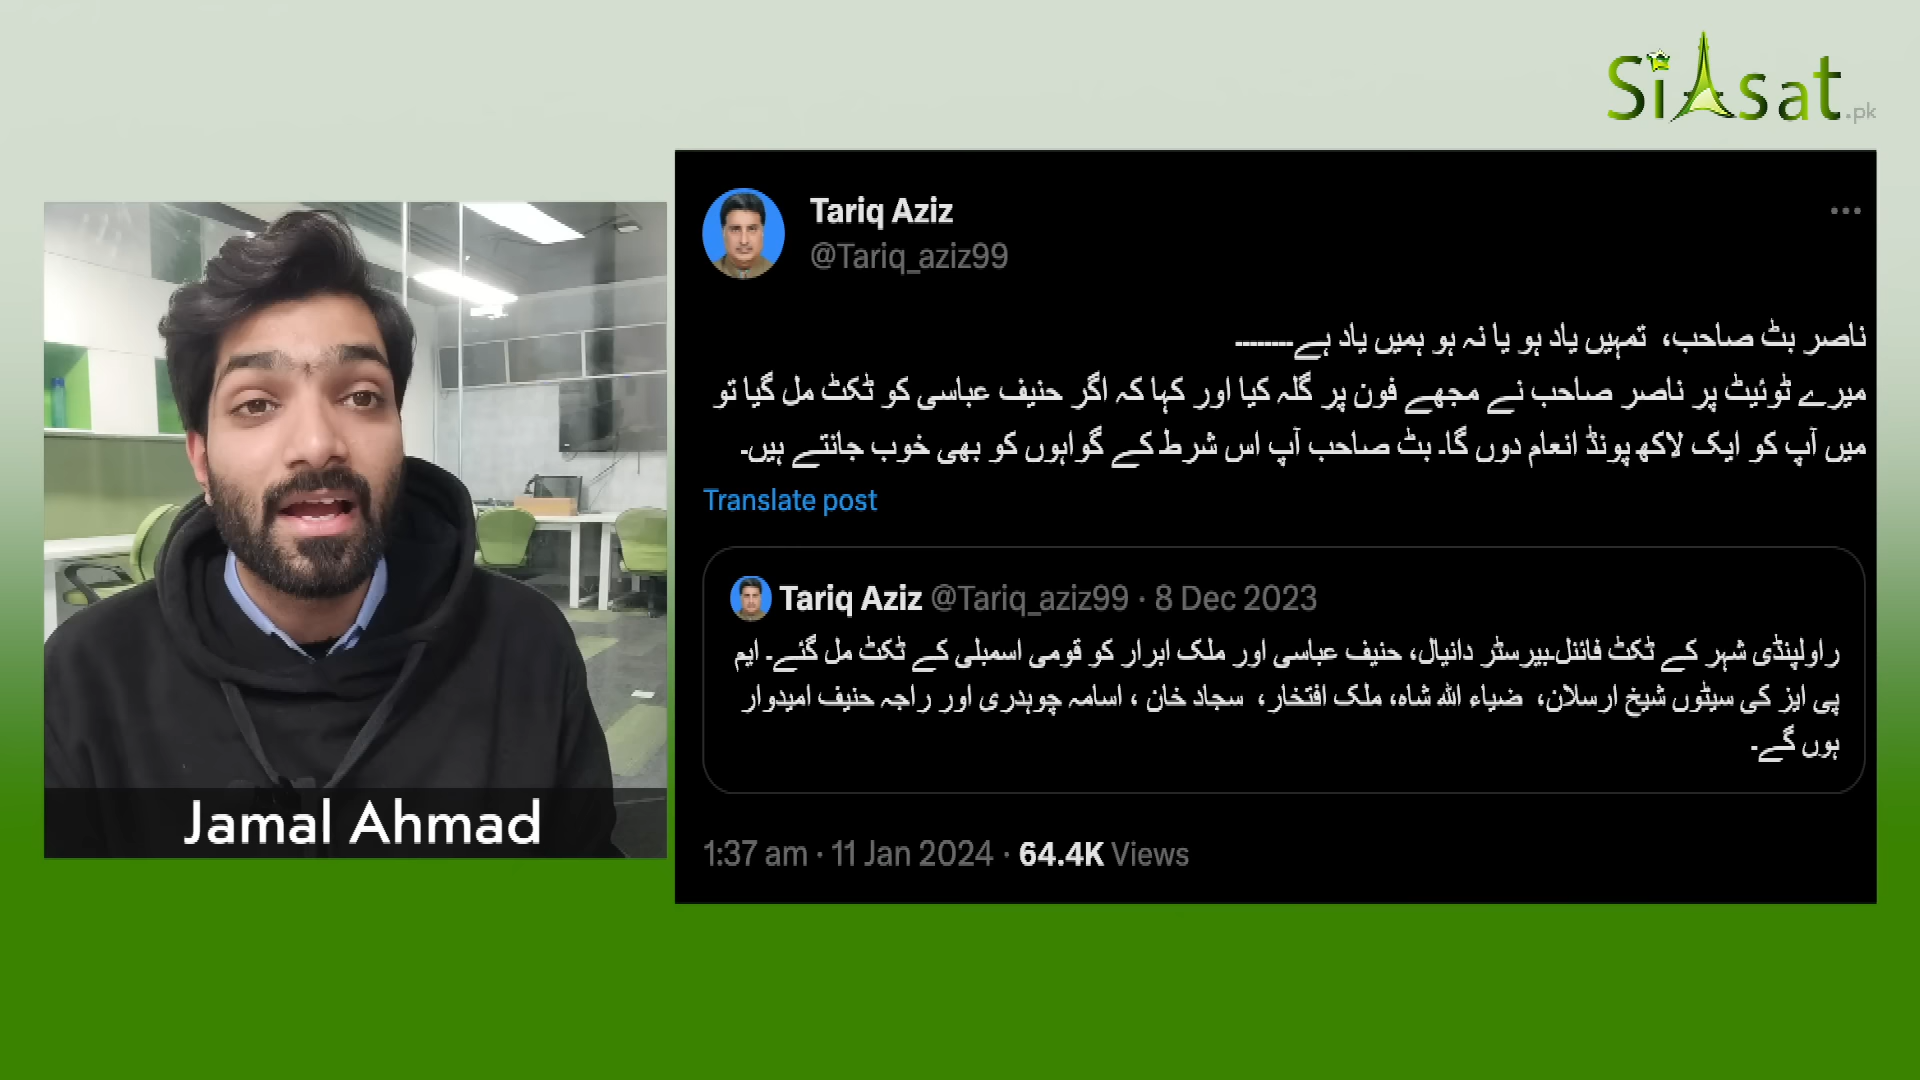 SiAsat.pk
Tariq Aziz
@Tariq_aziz99
ناصر بٹ صاحب، تمہیں یاد ہو یا نہ ہو ہمیں یاد ہے-------
میرے ٹوئیٹ پر ناصر صاحب نے مجھے فون پر گلہ کیا اور کہا کہ اگر حنیف عباسی کو ٹکٹ مل گیا تو
میں آپ کو ایک لاکھ پونڈ انعام دوں گا۔ بٹ صاحب آپ اس شرط کے گواہوں کو بھی خوب جانتے ہیں۔
Translate post
Tariq Aziz @Tariq_aziz99 · 8 Dec 2023
راولپنڈی شہر کے ٹکٹ فائنل۔بیرسٹر دانیال، حنیف عباسی اور ملک ابرار کو قومی اسمبلی کے ٹکٹ مل گئے۔ ایم
پی ایز کی سیٹوں شیخ ارسلان، ضیاء اللہ شاہ، ملک افتخار، سجاد خان ، اسامہ چوہدری اور راجہ حنیف امیدوار
ہوں گے۔
1:37 am · 11 Jan 2024 · 64.4K Views
Jamal Ahmad